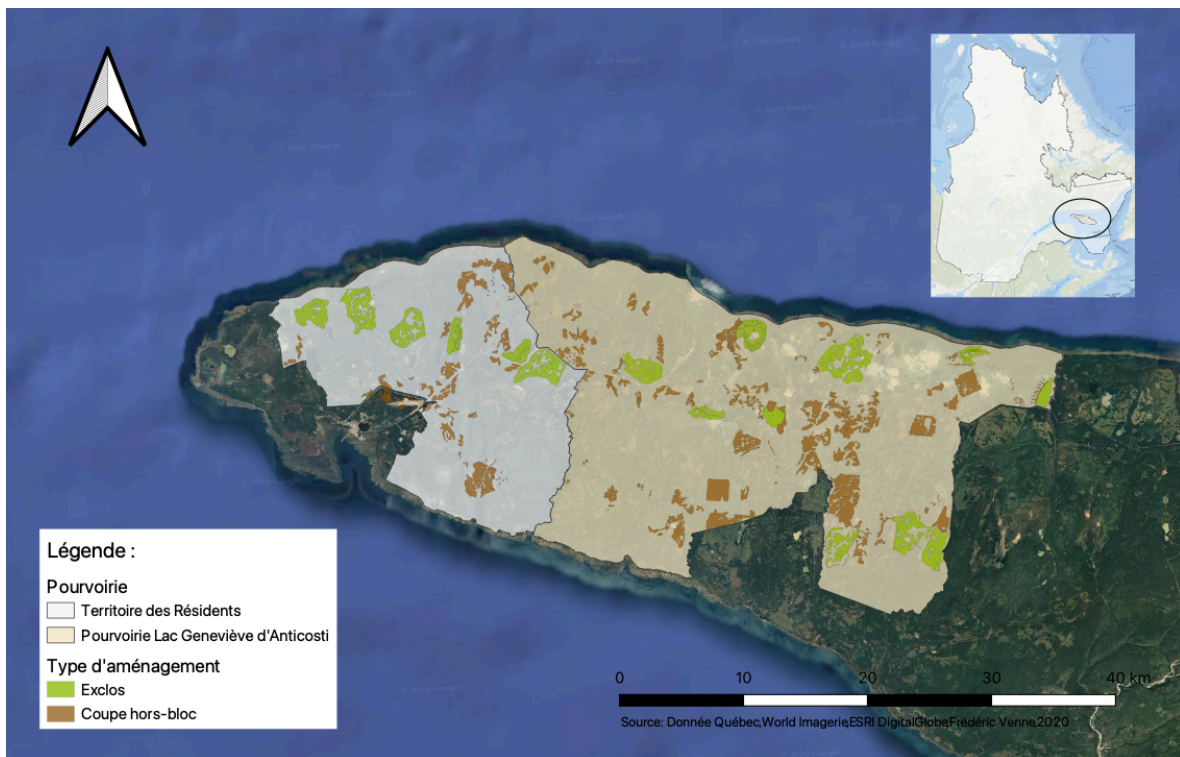 Légende :
Pourvoirie
Territoire des Résidents
Pourvoirie Lac Geneviève d'Anticosti
Type d'aménagement
Exclos
Coupe hors-bloc
0 10 20 30 40 km
Source: Donnée Québec,World Imagerie,ESRI DigitalGlobe,Frédéric Venne,2020